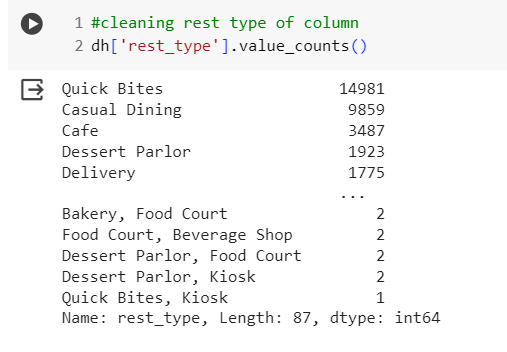 1 #cleaning rest type of column
2 dh['rest_type'].value_counts()
Quick Bites 14981
Casual Dining 9859
Cafe 3487
Dessert Parlor 1923
Delivery 1775
...
Bakery, Food Court 2
Food Court, Beverage Shop 2
Dessert Parlor, Food Court 2
Dessert Parlor, Kiosk 2
Quick Bites, Kiosk 1
Name: rest_type, Length: 87, dtype: int64